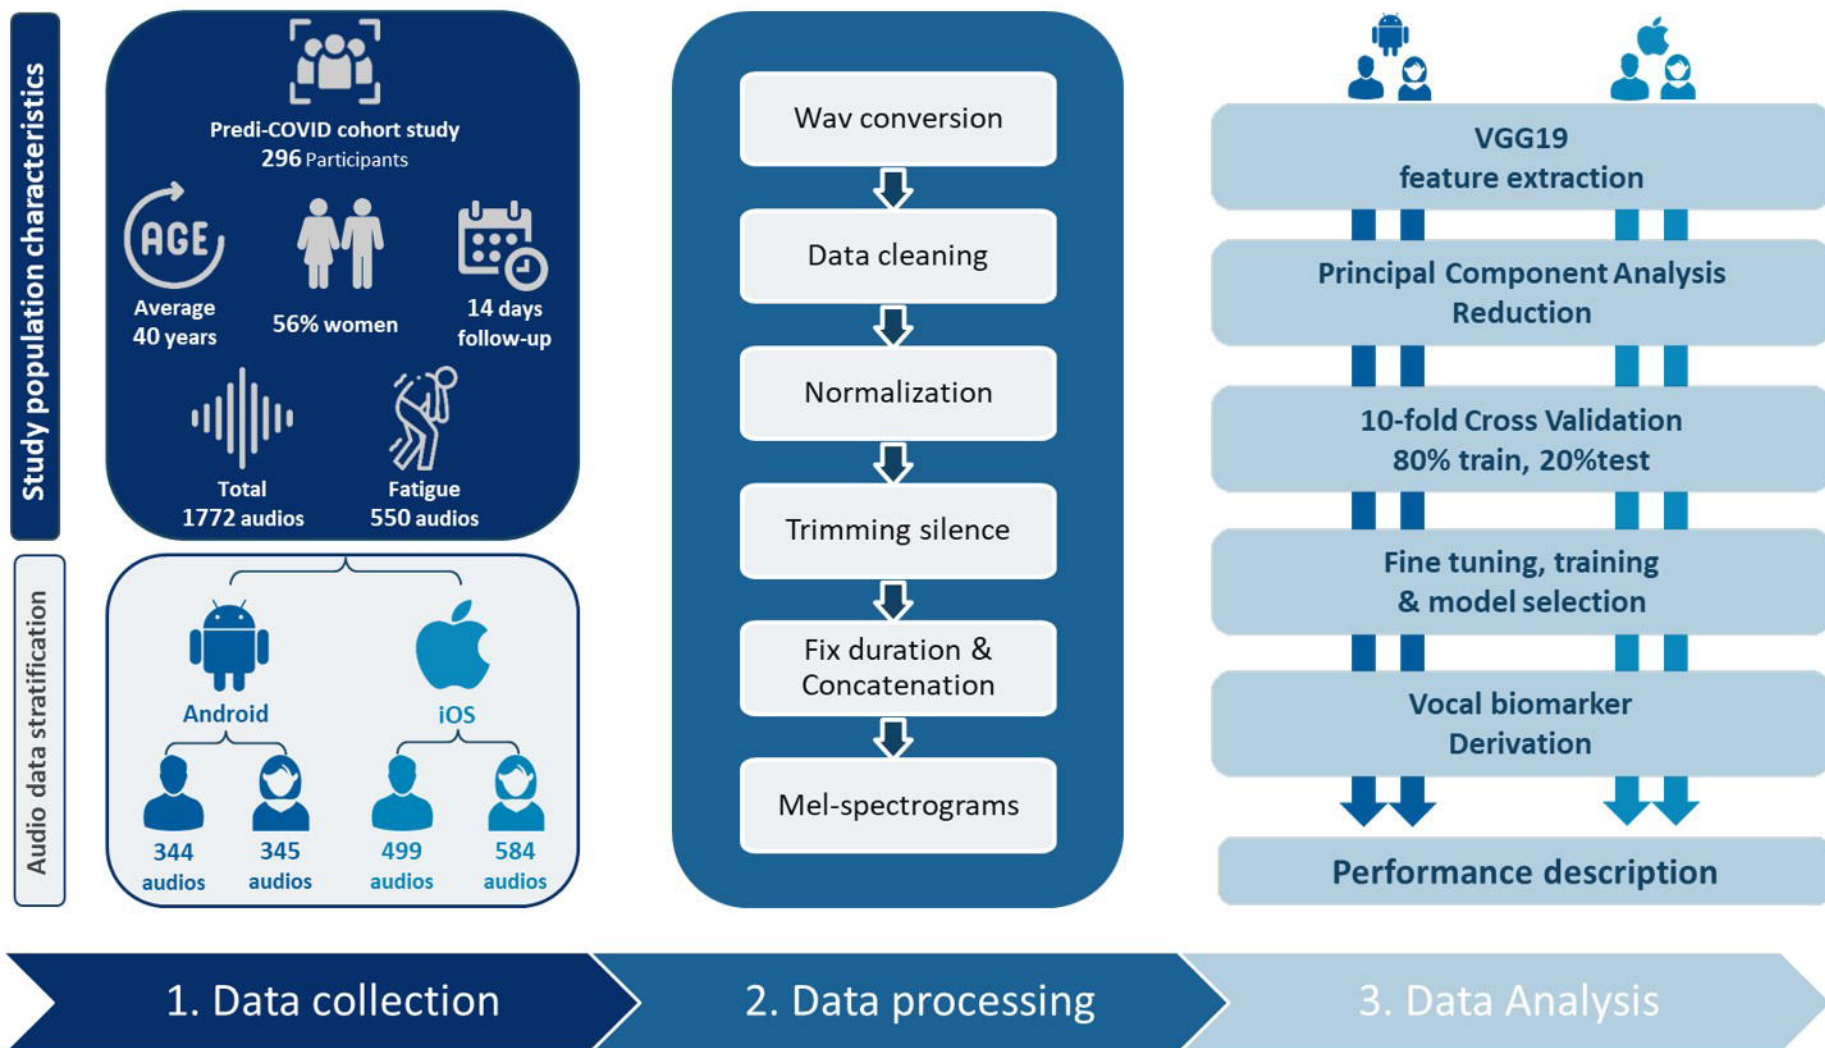 Study population characteristics
Predi-COVID cohort study
296 Participants
AGE
Average
40 years
56% women
14 days
follow-up
Total
1772 audios
Fatigue
550 audios
Audio data stratification
Android
iOS
344
audios
345
audios
499
audios
584
audios
Wav conversion
Data cleaning
Normalization
Trimming silence
Fix duration &
Concatenation
Mel-spectrograms
VGG19
feature extraction
Principal Component Analysis
Reduction
10-fold Cross Validation
80% train, 20%test
Fine tuning, training
& model selection
Vocal biomarker
Derivation
Performance description
1. Data collection
2. Data processing
3. Data Analysis